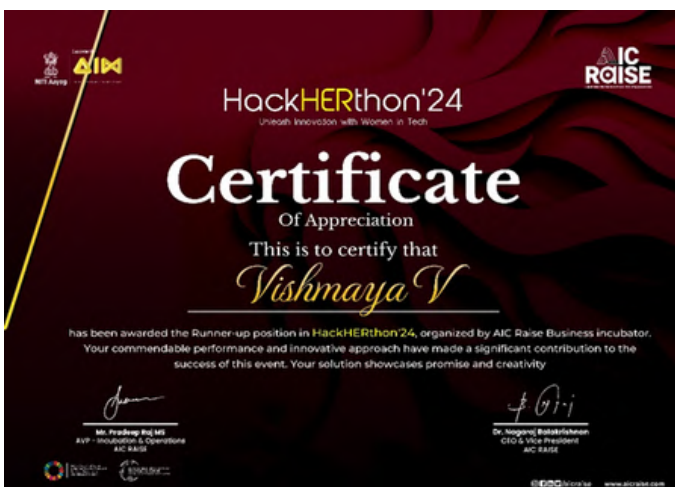 NITI Aayog
AIM
AIC
RAISE
HackHERthon'24
Unleash Innovation with Women in Tech
Certificate
Of Appreciation
This is to certify that
Vishmaya V
has been awarded the Runner-up position in HackHERthon'24, organized by AIC Raise Business incubator.
Your commendable performance and innovative approach have made a significant contribution to the
success of this event. Your solution showcases promise and creativity
Mr. Pradeep Raj MS
AVP - Incubation & Operations
AIC RAISE
Dr. Nagaraj Balakrishnan
CEO & Vice President
AIC RAISE
/aicraise www.aicraise.com